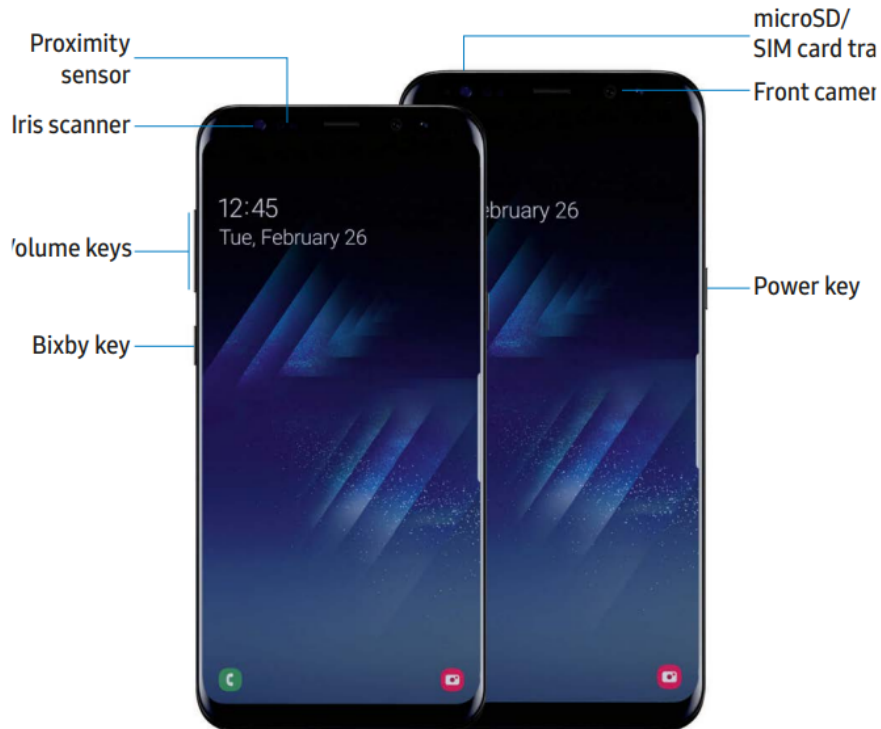 Proximity
sensor
Iris scanner
olume keys
Bixby key
microSD/
SIM card tra
Front camer
Power key
12:45
Tue, February 26
ebruary 26